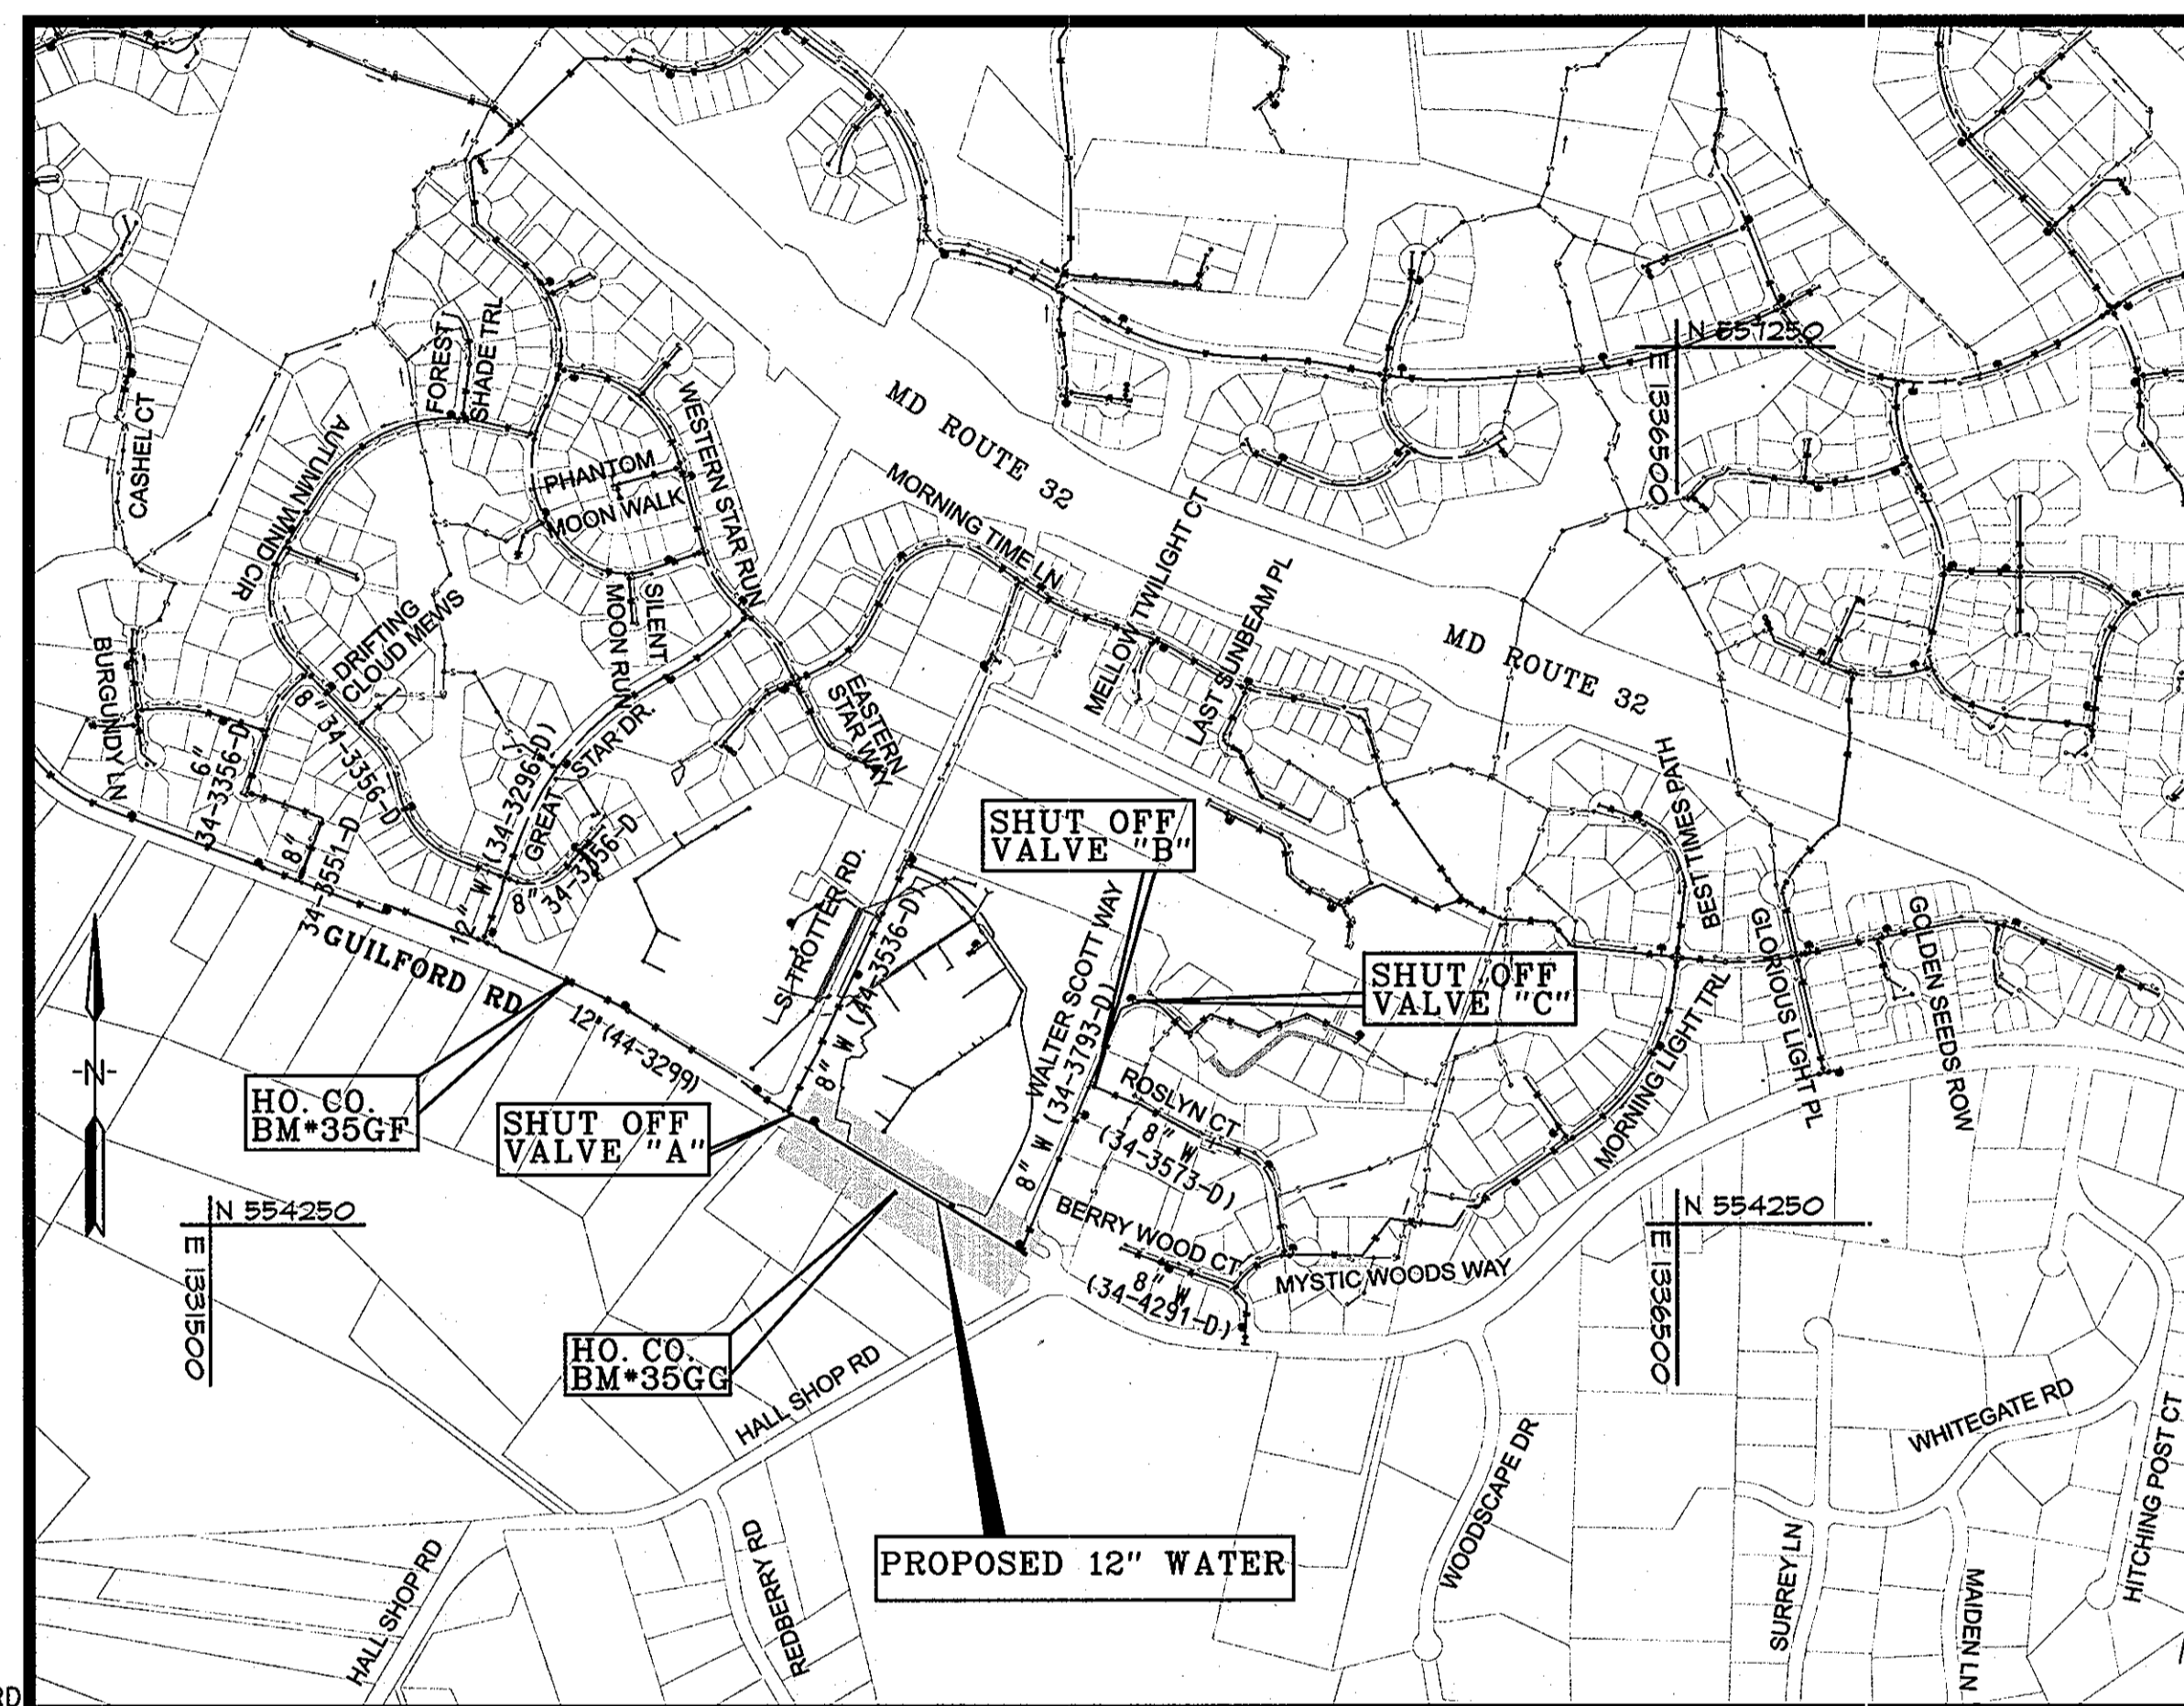 MD ROUTE 32
MD ROUTE 32
N 557250
E 1336500
CASHEL CT
AUTUMN WIND CIR
FOREST
SHADE TRL
PHANTOM
MOON WALK
WESTERN STAR RUN
MORNING TIME LN
MELLOW TWILIGHT CT
LAST SUNBEAM PL
SILENT
MOON RUN
DRIFTING
CLOUD MEWS
BURGUNDY LN
6"
34-3356-D
8"
34-3551-D
8" 34-3356-D
12" W (34-3296-D)
GREAT
STAR DR.
8" 34-3356-D
EASTERN
STAR WAY
SHUT OFF
VALVE "B"
BEST TIMES PATH
GLORIOUS LIGHT PL
GOLDEN SEEDS ROW
GUILFORD RD
-N-
12" (44-3299)
S. TROTTER RD.
8" W (44-3536-D)
WALTER SCOTT WAY
8" W (34-3793-D)
SHUT OFF
VALVE "C"
MORNING LIGHT TRL
HO. CO.
BM*35GF
SHUT OFF
VALVE "A"
ROSLYN CT
8" W
(34-3573-D)
BERRY WOOD CT
8" W
(34-4291-D)
MYSTIC WOODS WAY
N 554250
E 1331500
N 554250
E 1336500
HO. CO.
BM*35GG
HALL SHOP RD
PROPOSED 12" WATER
HALL SHOP RD
REDBERRY RD
WOODSCAPE DR
WHITEGATE RD
SURREY LN
MAIDEN LN
HITCHING POST CT
RD